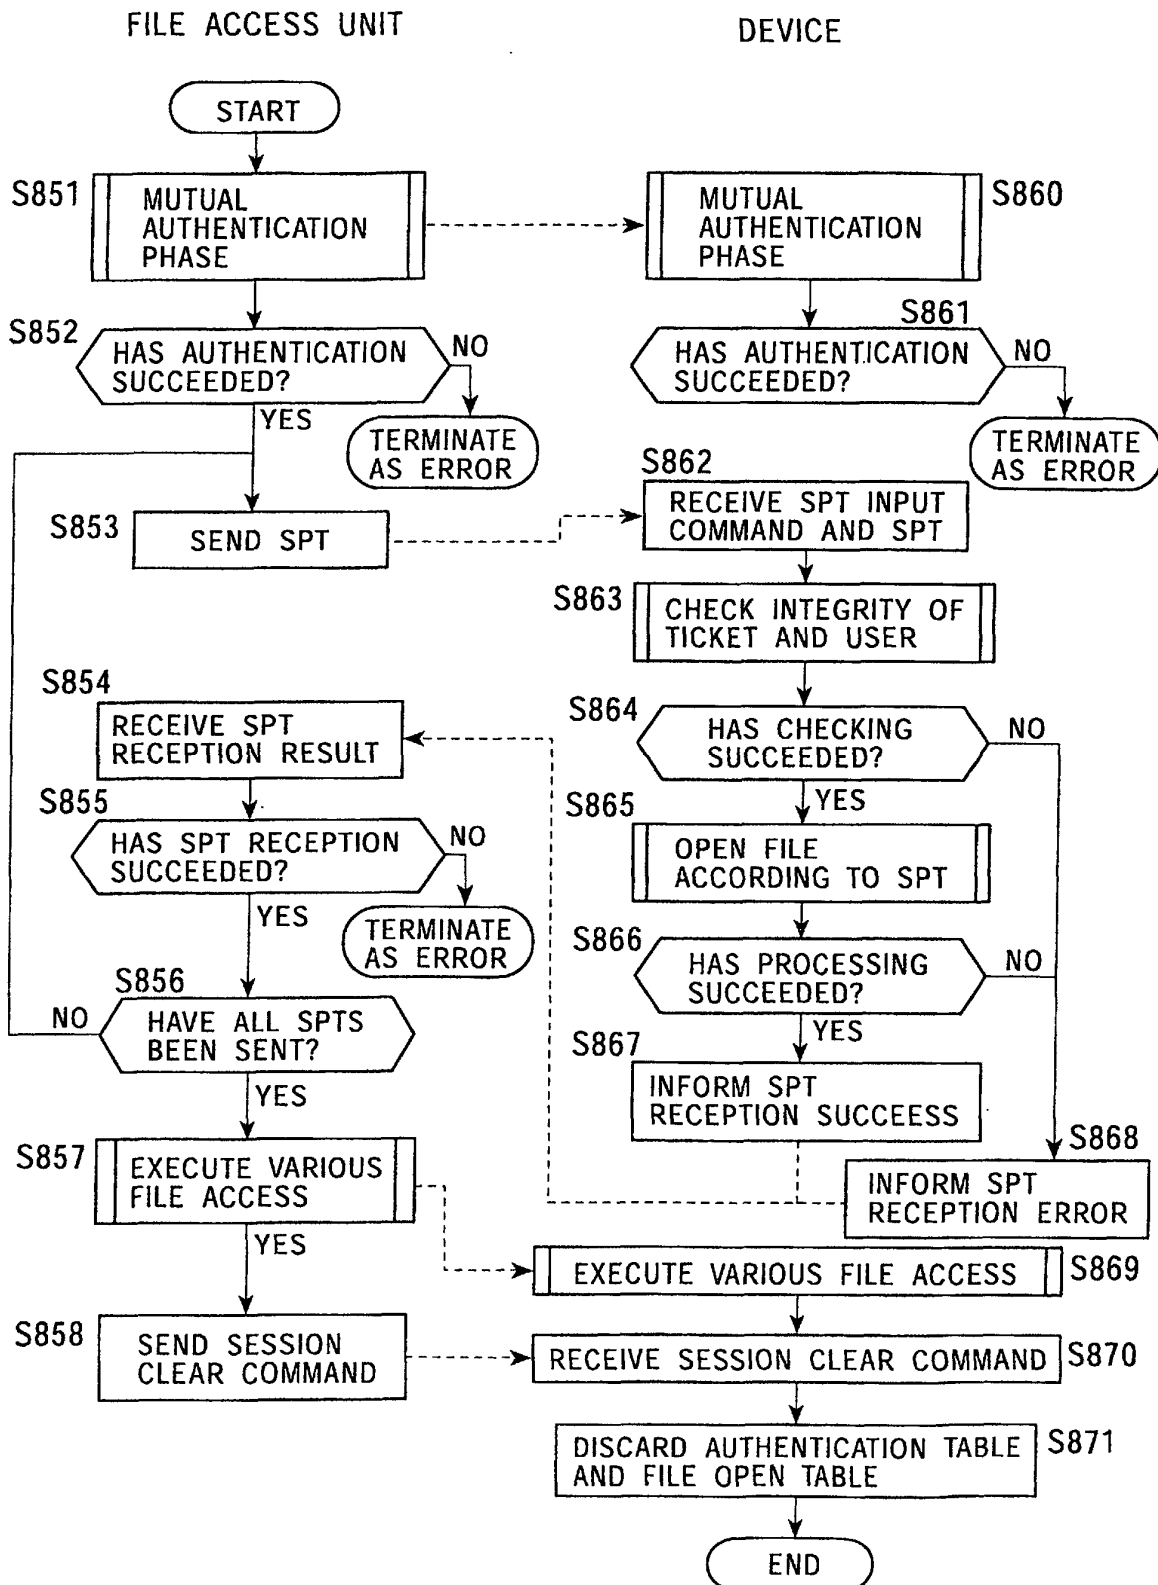 FILE ACCESS UNIT
DEVICE
START
S851
MUTUAL
AUTHENTICATION
PHASE
S860
MUTUAL
AUTHENTICATION
PHASE
S852
HAS AUTHENTICATION
SUCCEEDED?
NO
YES
TERMINATE
AS ERROR
S861
HAS AUTHENTICATION
SUCCEEDED?
NO
TERMINATE
AS ERROR
S853
SEND SPT
S862
RECEIVE SPT INPUT
COMMAND AND SPT
S863
CHECK INTEGRITY OF
TICKET AND USER
S854
RECEIVE SPT
RECEPTION RESULT
S864
HAS CHECKING
SUCCEEDED?
NO
YES
S855
HAS SPT RECEPTION
SUCCEEDED?
NO
YES
TERMINATE
AS ERROR
S865
OPEN FILE
ACCORDING TO SPT
S866
HAS PROCESSING
SUCCEEDED?
NO
YES
S856
NO
HAVE ALL SPTS
BEEN SENT?
YES
S867
INFORM SPT
RECEPTION SUCCEESS
S868
INFORM SPT
RECEPTION ERROR
S857
EXECUTE VARIOUS
FILE ACCESS
YES
EXECUTE VARIOUS FILE ACCESS
S869
S858
SEND SESSION
CLEAR COMMAND
RECEIVE SESSION CLEAR COMMAND
S870
DISCARD AUTHENTICATION TABLE
AND FILE OPEN TABLE
S871
END